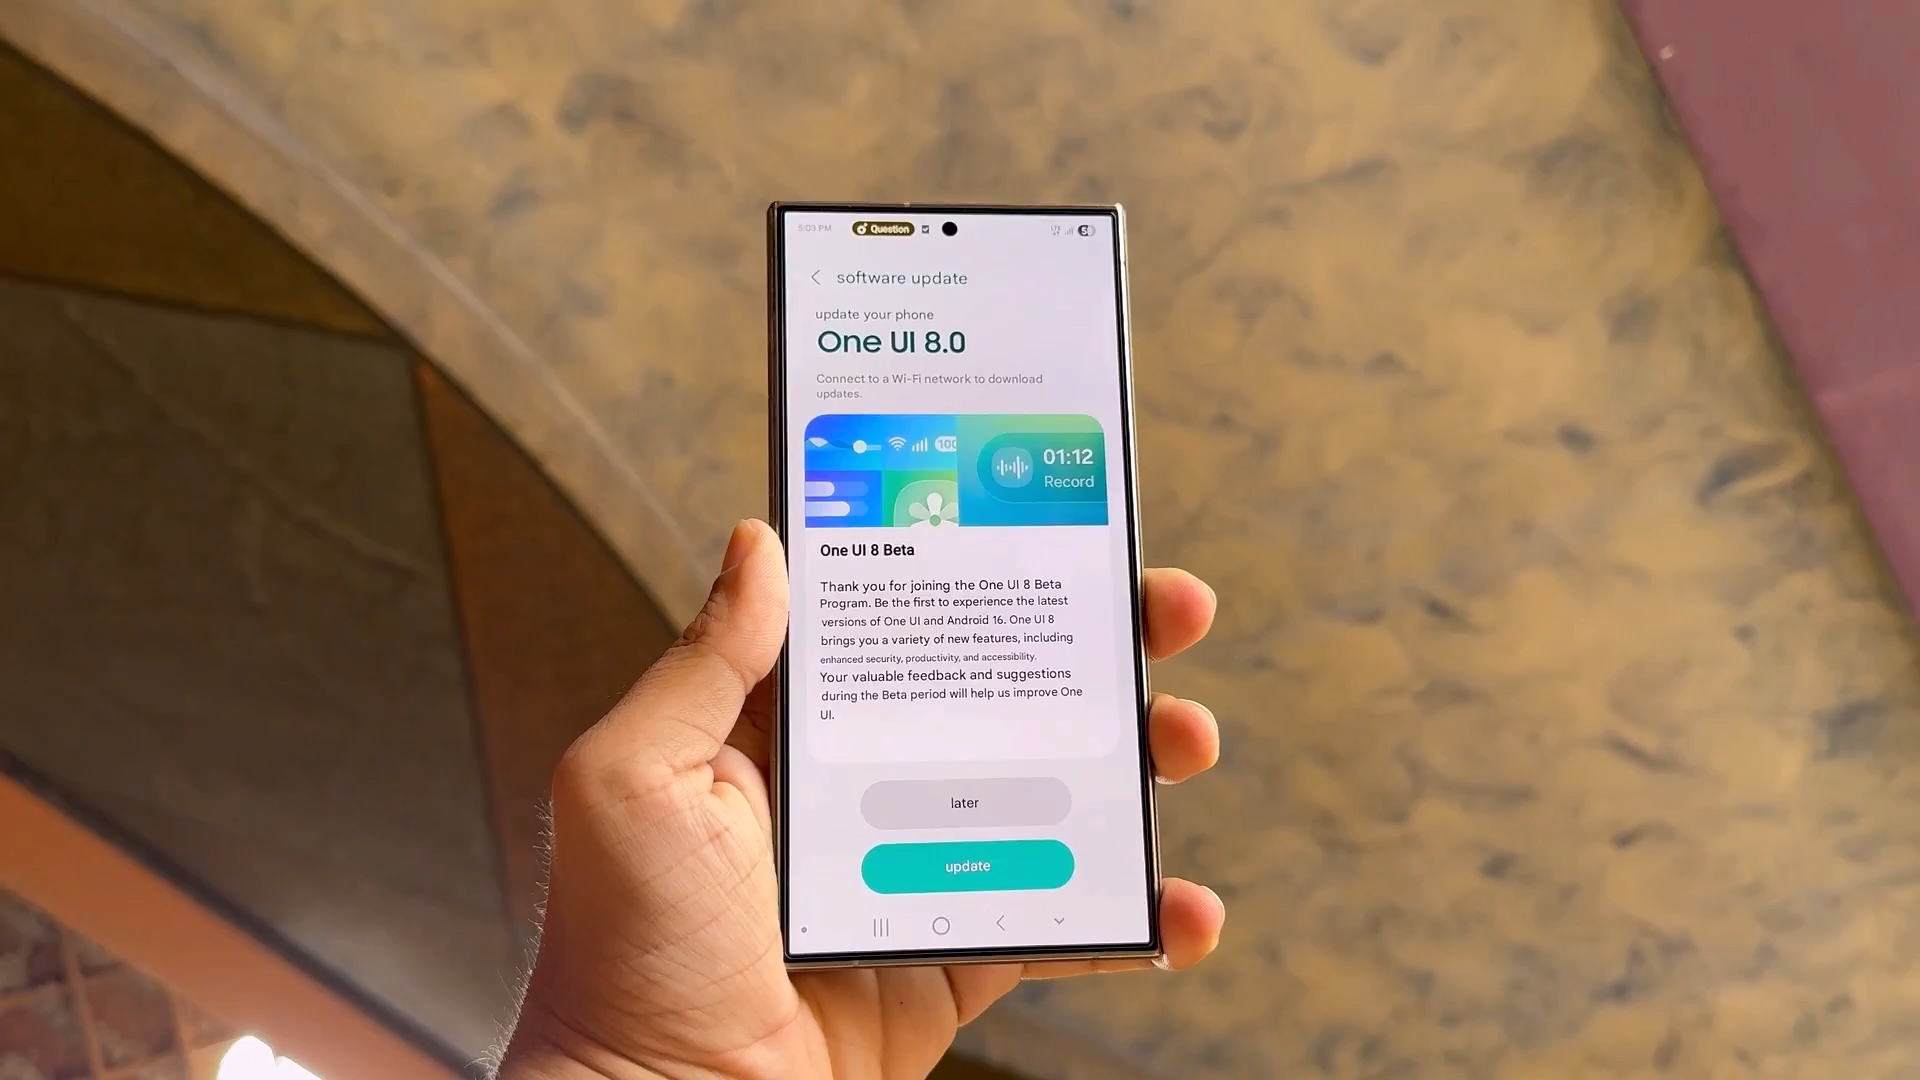 5:03 PM Question
software update
update your phone
One UI 8.0
Connect to a Wi-Fi network to download
updates.
100
01:12
Record
One UI 8 Beta
Thank you for joining the One UI 8 Beta
Program. Be the first to experience the latest
versions of One UI and Android 16. One UI 8
brings you a variety of new features, including
enhanced security, productivity, and accessibility.
Your valuable feedback and suggestions
during the Beta period will help us improve One
UI.
later
update